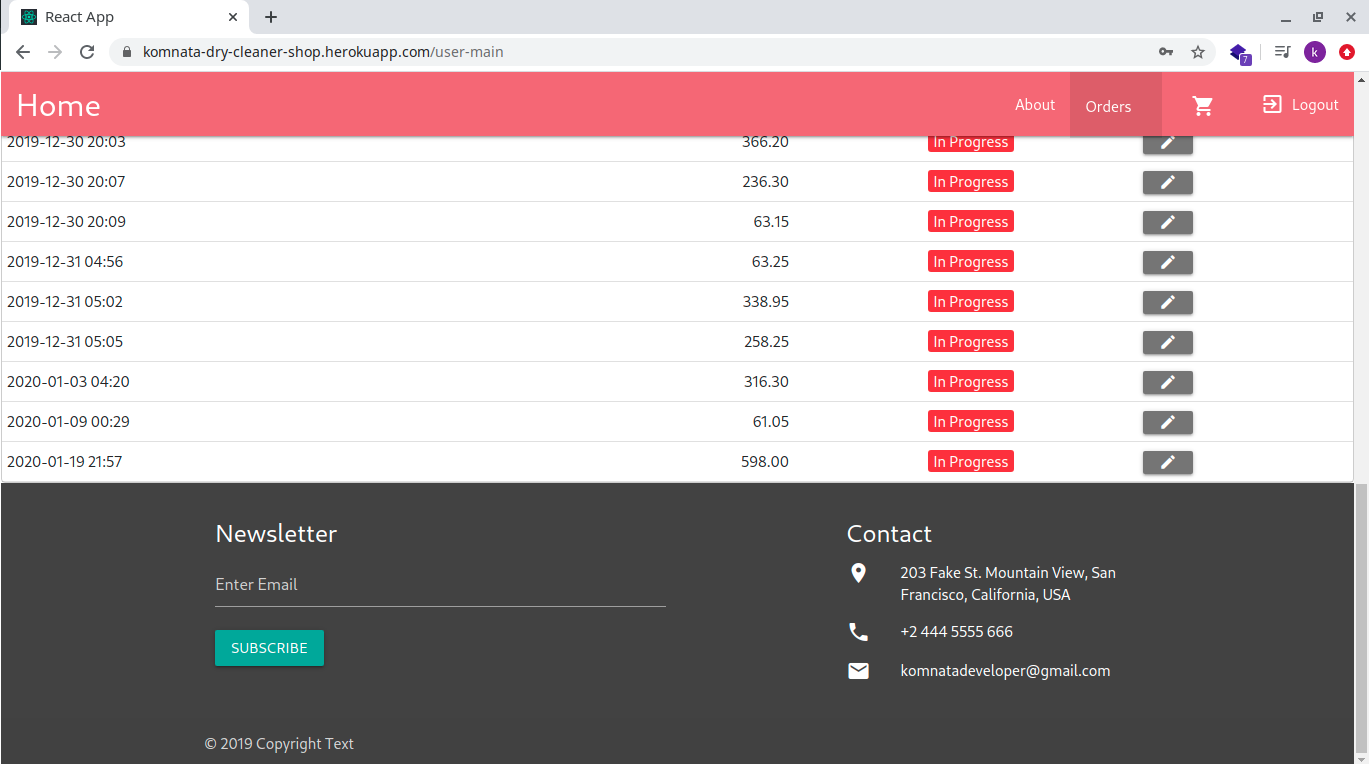 React App
komnata-dry-cleaner-shop.herokuapp.com/user-main
7
k
Home
About
Orders
Logout
2019-12-30 20:03 366.20 In Progress
2019-12-30 20:07 236.30 In Progress
2019-12-30 20:09 63.15 In Progress
2019-12-31 04:56 63.25 In Progress
2019-12-31 05:02 338.95 In Progress
2019-12-31 05:05 258.25 In Progress
2020-01-03 04:20 316.30 In Progress
2020-01-09 00:29 61.05 In Progress
2020-01-19 21:57 598.00 In Progress
Newsletter
Enter Email
SUBSCRIBE
Contact
203 Fake St. Mountain View, San
Francisco, California, USA
+2 444 5555 666
komnatadeveloper@gmail.com
© 2019 Copyright Text